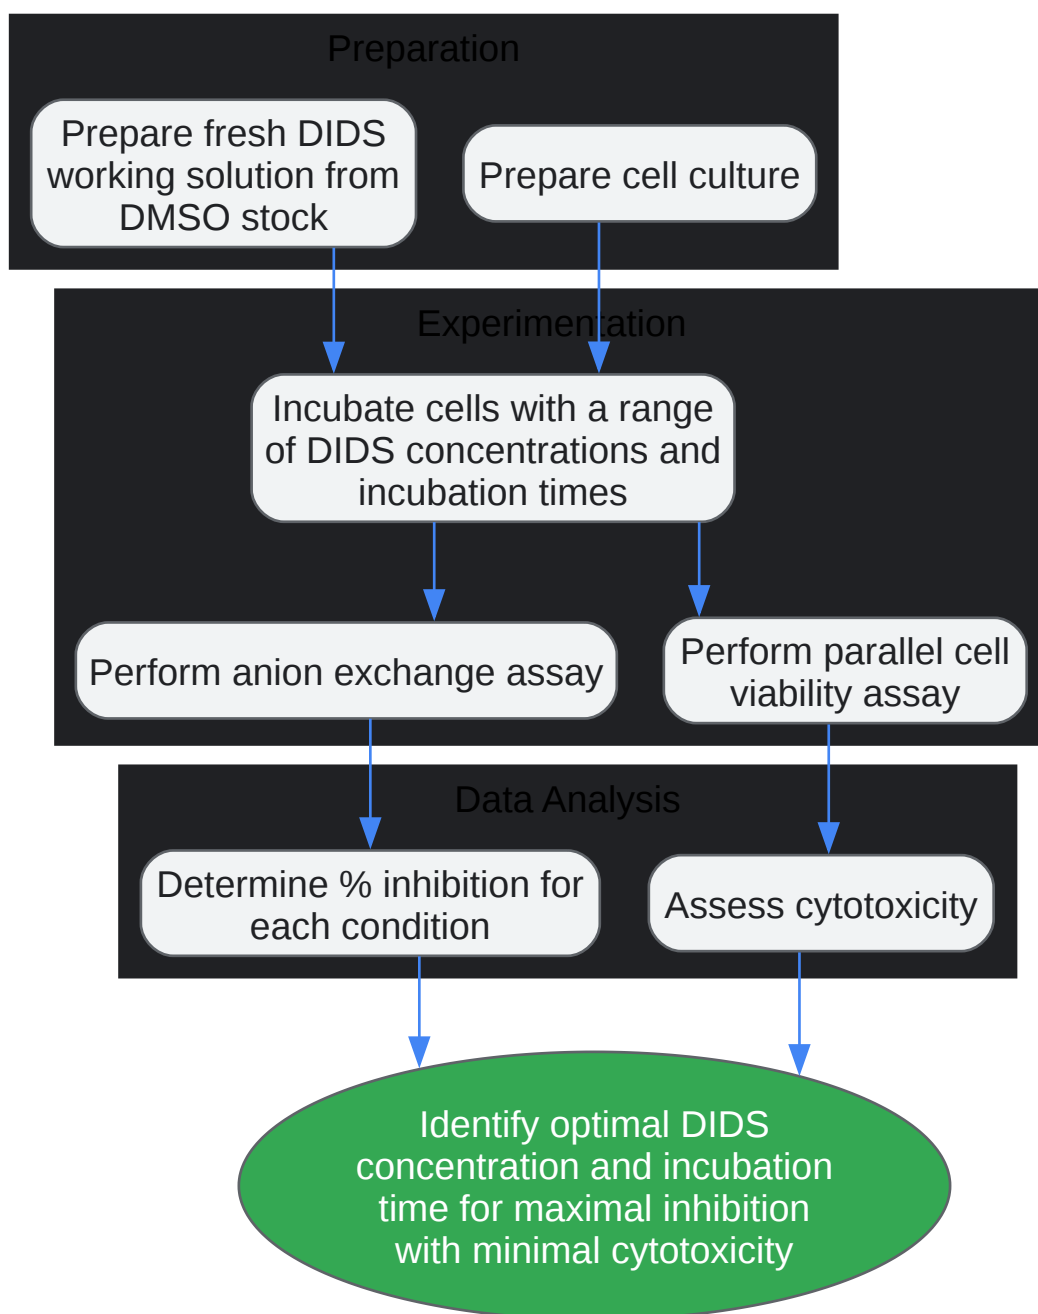 Preparation
Prepare fresh DIDS
working solution from
DMSO stock
Prepare cell culture
Experimentation
Incubate cells with a range
of DIDS concentrations and
incubation times
Perform anion exchange assay
Perform parallel cell
viability assay
Data Analysis
Determine % inhibition for
each condition
Assess cytotoxicity
Identify optimal DIDS
concentration and incubation
time for maximal inhibition
with minimal cytotoxicity